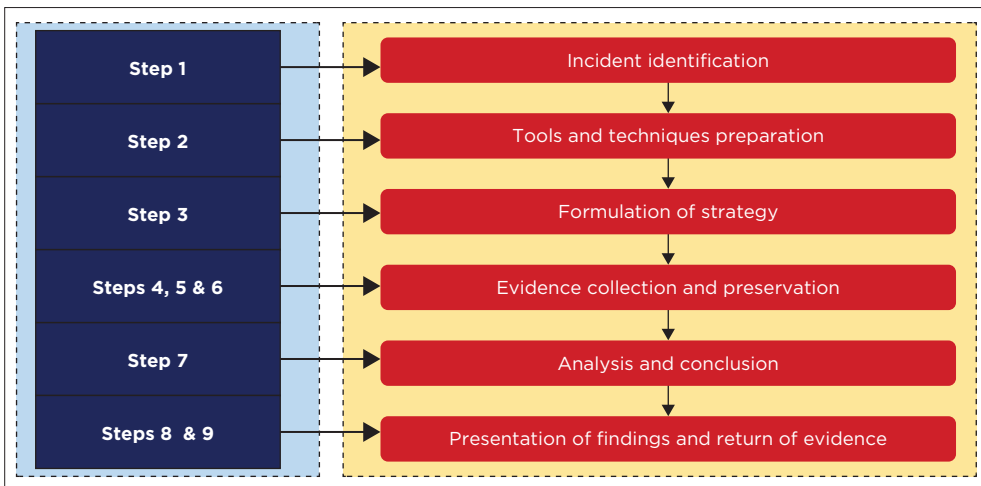 Step 1
Incident identification
Step 2
Tools and techniques preparation
Step 3
Formulation of strategy
Steps 4, 5 & 6
Evidence collection and preservation
Step 7
Analysis and conclusion
Steps 8 & 9
Presentation of findings and return of evidence